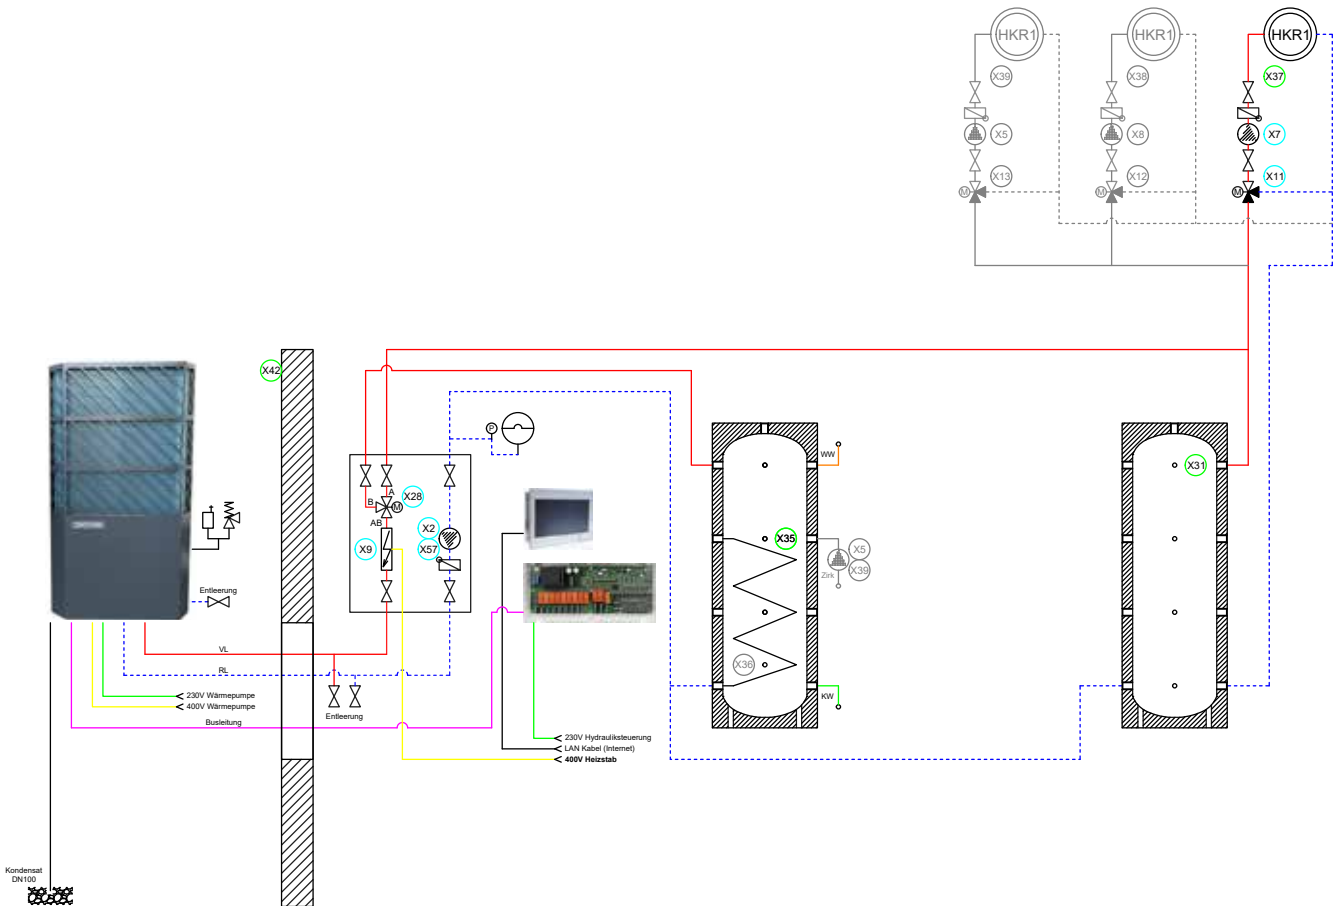 HKR1
HKR1
HKR1
X39
X38
X37
X5
X8
X7
X13
X12
X11
M
M
M
X42
P
WW
X31
A
B
X28
M
AB
X2
X35
X9
X57
X5
Zirk
X39
Entleerung
VL
X36
RL
KW
230V Wärmepumpe
400V Wärmepumpe
Entleerung
Busleitung
230V Hydrauliksteuerung
LAN Kabel (Internet)
400V Heizstab
Kondensat
DN100